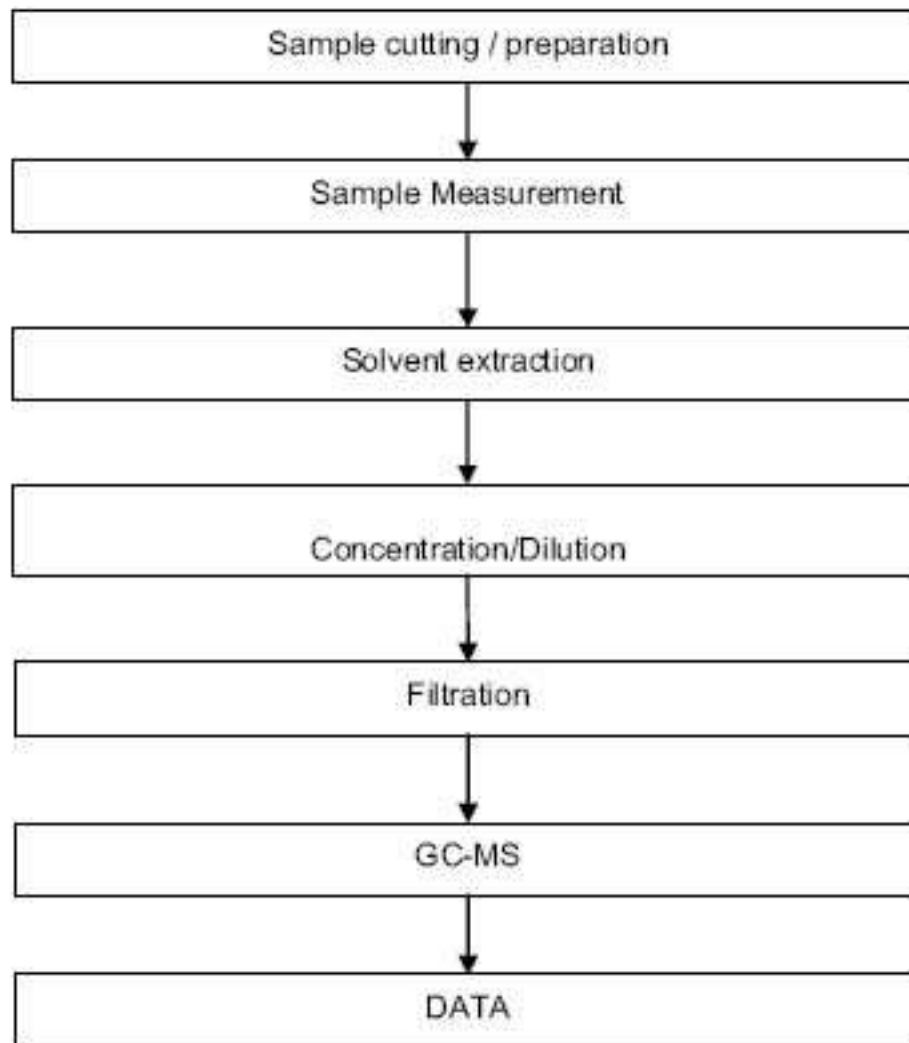 Sample cutting / preparation
Sample Measurement
Solvent extraction
Concentration/Dilution
Filtration
GC-MS
DATA